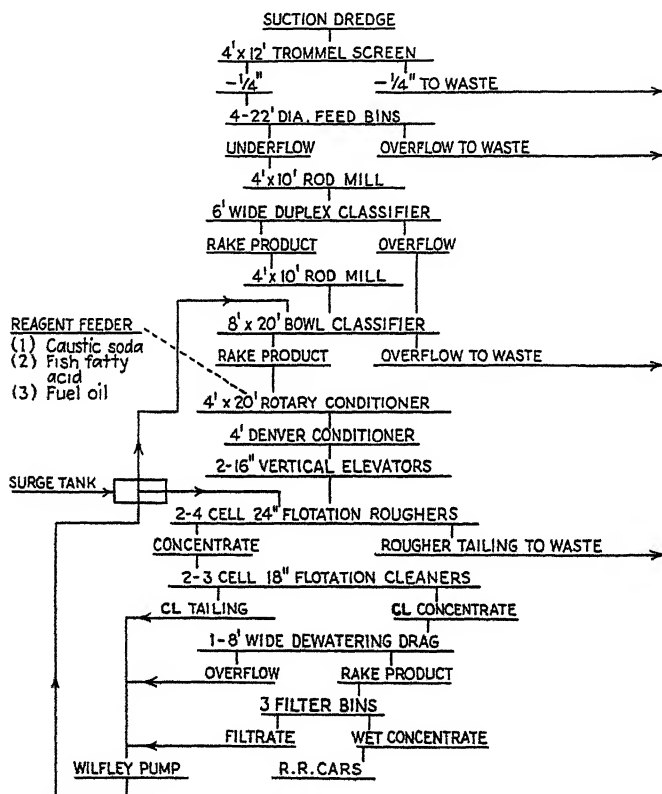 SUCTION DREDGE
4' x 12' TROMMEL SCREEN
-1/4"
-1/4" TO WASTE
4-22' DIA. FEED BINS
UNDERFLOW
OVERFLOW TO WASTE
4' x 10' ROD MILL
6' WIDE DUPLEX CLASSIFIER
RAKE PRODUCT
OVERFLOW
4' x 10' ROD MILL
8' x 20' BOWL CLASSIFIER
RAKE PRODUCT
OVERFLOW TO WASTE
REAGENT FEEDER
(1) Caustic soda
(2) Fish fatty
acid
(3) Fuel oil
4' x 20' ROTARY CONDITIONER
4' DENVER CONDITIONER
2-16" VERTICAL ELEVATORS
SURGE TANK
2-4 CELL 24" FLOTATION ROUGHERS
CONCENTRATE
ROUGHER TAILING TO WASTE
2-3 CELL 18" FLOTATION CLEANERS
CL TAILING
CL CONCENTRATE
1-8' WIDE DEWATERING DRAG
OVERFLOW
RAKE PRODUCT
3 FILTER BINS
FILTRATE
WET CONCENTRATE
WILFLEY PUMP
R.R. CARS